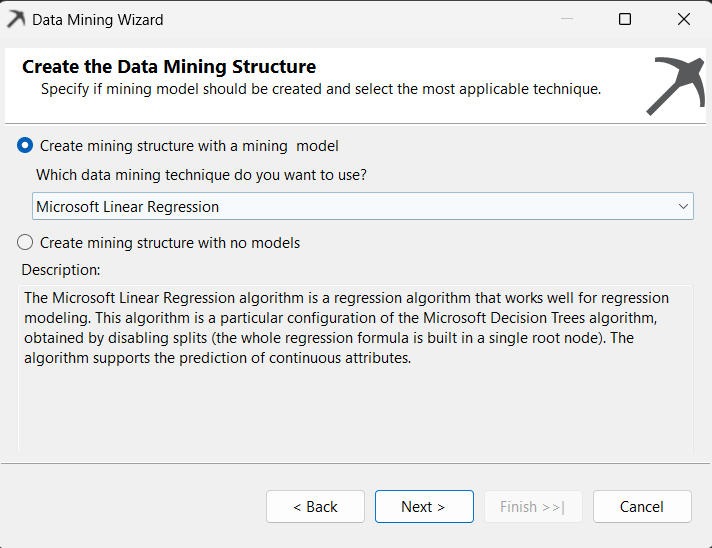 Data Mining Wizard
Create the Data Mining Structure
Specify if mining model should be created and select the most applicable technique.
Create mining structure with a mining  model
Which data mining technique do you want to use?
Microsoft Linear Regression
Create mining structure with no models
Description:
The Microsoft Linear Regression algorithm is a regression algorithm that works well for regression
modeling. This algorithm is a particular configuration of the Microsoft Decision Trees algorithm,
obtained by disabling splits (the whole regression formula is built in a single root node). The
algorithm supports the prediction of continuous attributes.
< Back Next > Finish >>| Cancel